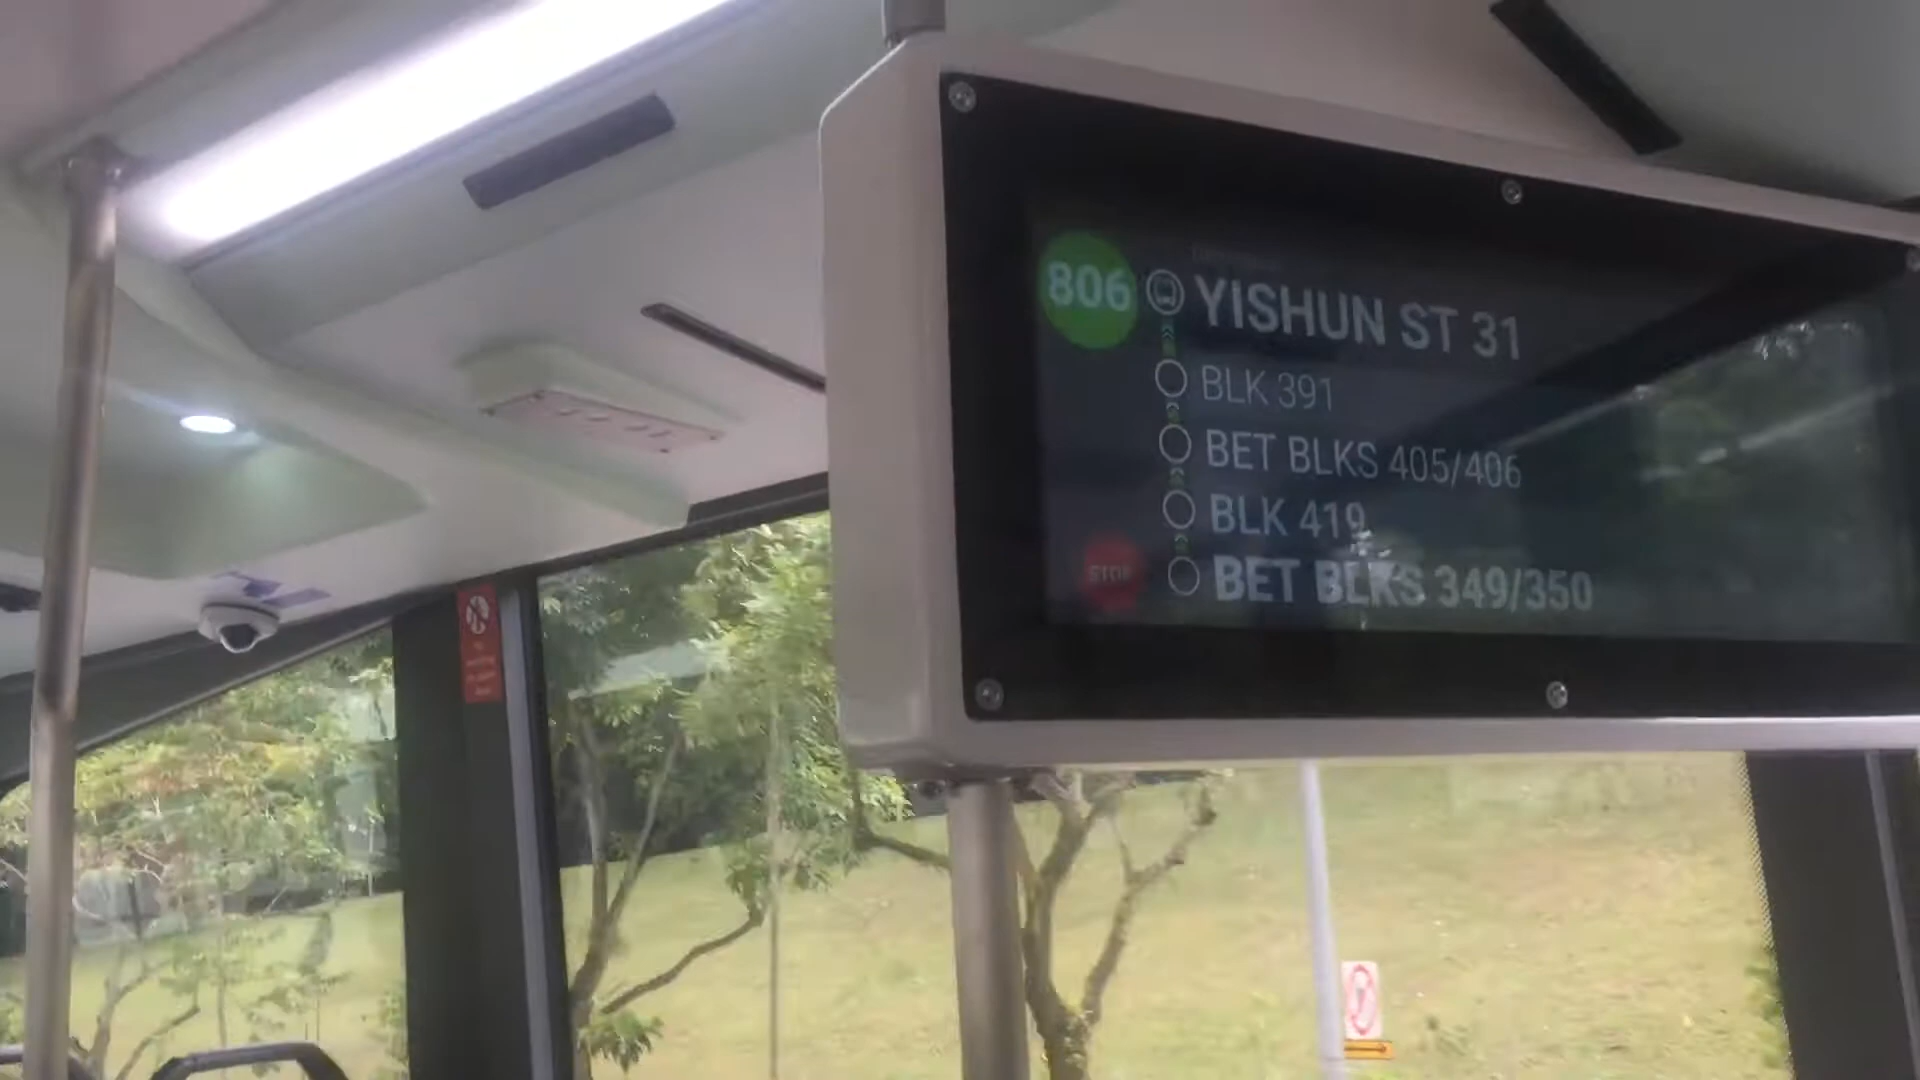 806
YISHUN ST 31
BLK 391
BET BLKS 405/406
BLK 419
STOP
BET BLKS 349/350